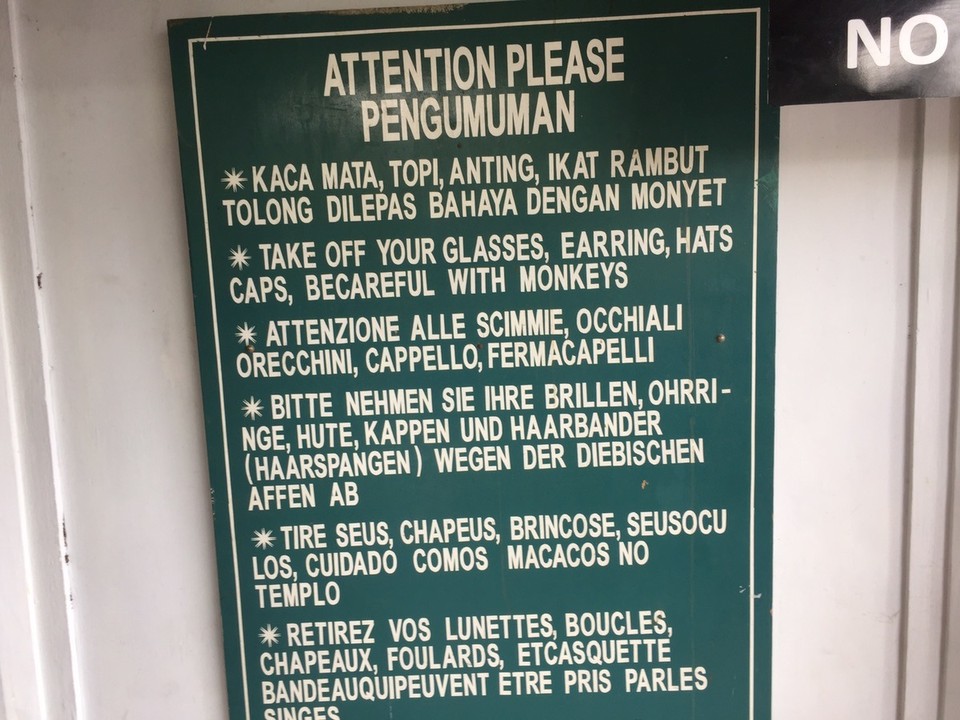 NO
ATTENTION PLEASE
PENGUMUMAN
KACA MATA, TOPI, ANTING, IKAT RAMBUT
TOLONG DILEPAS BAHAYA DENGAN MONYET
TAKE OFF YOUR GLASSES, EARRING, HATS
CAPS, BECAREFUL WITH MONKEYS
ATTENZIONE ALLE SCIMMIE, OCCHIALI
ORECCHINI, CAPPELLO, FERMACAPELLI
BITTE NEHMEN SIE IHRE BRILLEN, OHRRI-
NGE, HUTE, KAPPEN UND HAARBANDER
(HAARSPANGEN) WEGEN DER DIEBISCHEN
AFFEN AB
TIRE SEUS, CHAPEUS, BRINCOSE, SEUSOCU
LOS, CUIDADO COMOS MACACOS NO
TEMPLO
RETIREZ VOS LUNETTES, BOUCLES,
CHAPEAUX, FOULARDS, ETCASQUETTE
BANDEAUQUIPEUVENT ETRE PRIS PARLES
SINGES